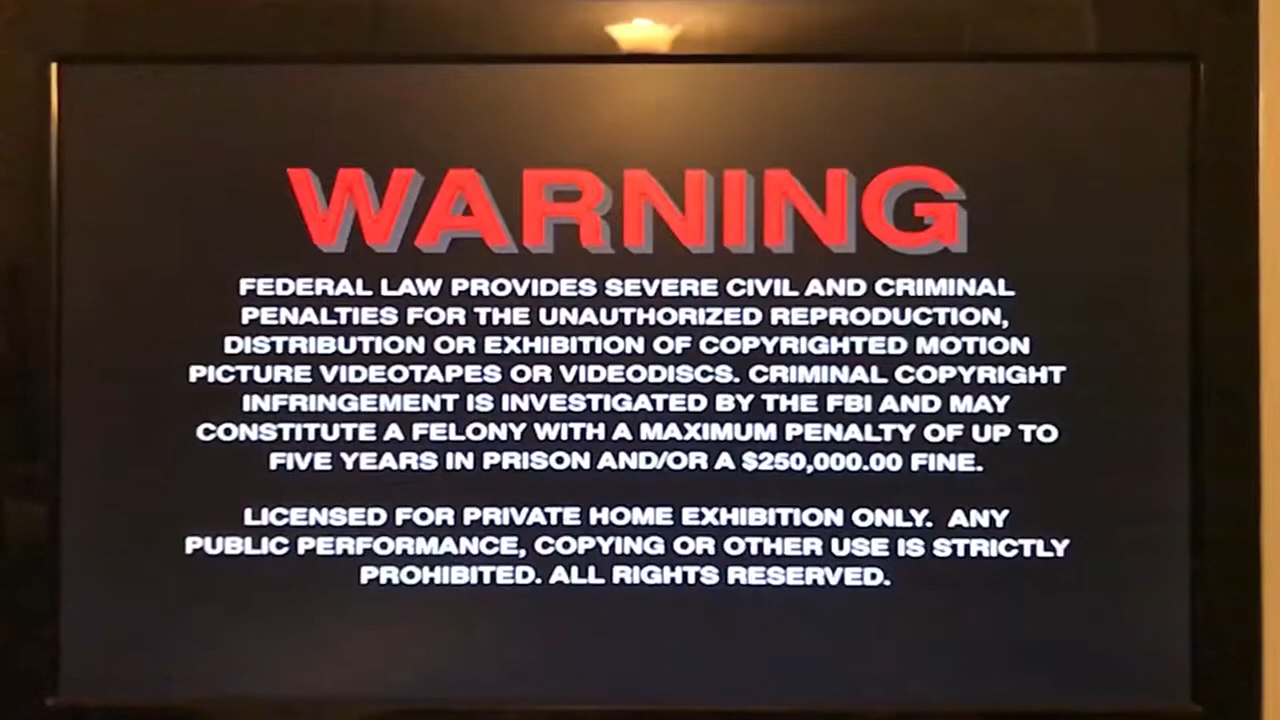 WARNING
FEDERAL LAW PROVIDES SEVERE CIVIL AND CRIMINAL
PENALTIES FOR THE UNAUTHORIZED REPRODUCTION,
DISTRIBUTION OR EXHIBITION OF COPYRIGHTED MOTION
PICTURE VIDEOTAPES OR VIDEODISCS. CRIMINAL COPYRIGHT
INFRINGEMENT IS INVESTIGATED BY THE FBI AND MAY
CONSTITUTE A FELONY WITH A MAXIMUM PENALTY OF UP TO
FIVE YEARS IN PRISON AND/OR A $250,000.00 FINE.
LICENSED FOR PRIVATE HOME EXHIBITION ONLY.  ANY
PUBLIC PERFORMANCE, COPYING OR OTHER USE IS STRICTLY
PROHIBITED. ALL RIGHTS RESERVED.